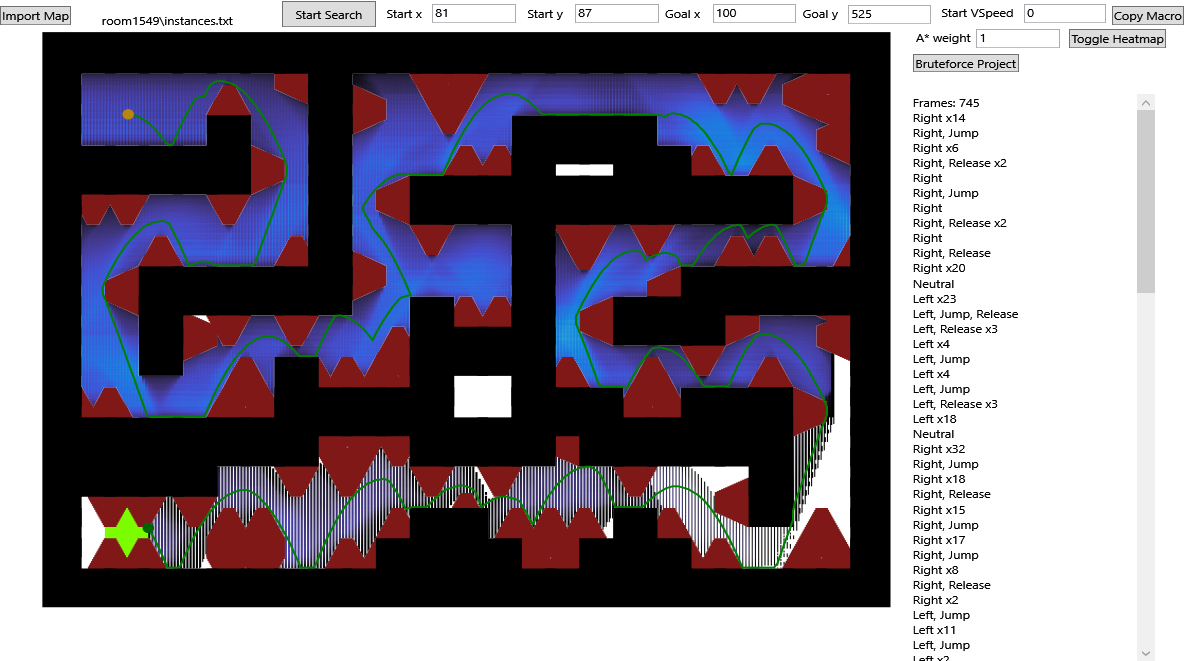 Import Map
room1549\instances.txt
Start Search
Start x 81
Start y 87
Goal x 100
Goal y 525
Start VSpeed 0
Copy Macro
A* weight 1
Toggle Heatmap
Bruteforce Project
Frames: 745
Right x14
Right, Jump
Right x6
Right, Release x2
Right
Right, Jump
Right
Right, Release x2
Right
Right, Release
Right x20
Neutral
Left x23
Left, Jump, Release
Left, Release x3
Left x4
Left, Jump
Left x4
Left, Jump
Left, Release x3
Left x18
Neutral
Right x32
Right, Jump
Right x18
Right, Release
Right x15
Right, Jump
Right x17
Right, Jump
Right x8
Right, Release
Right x2
Left, Jump
Left x11
Left, Jump
Left x2